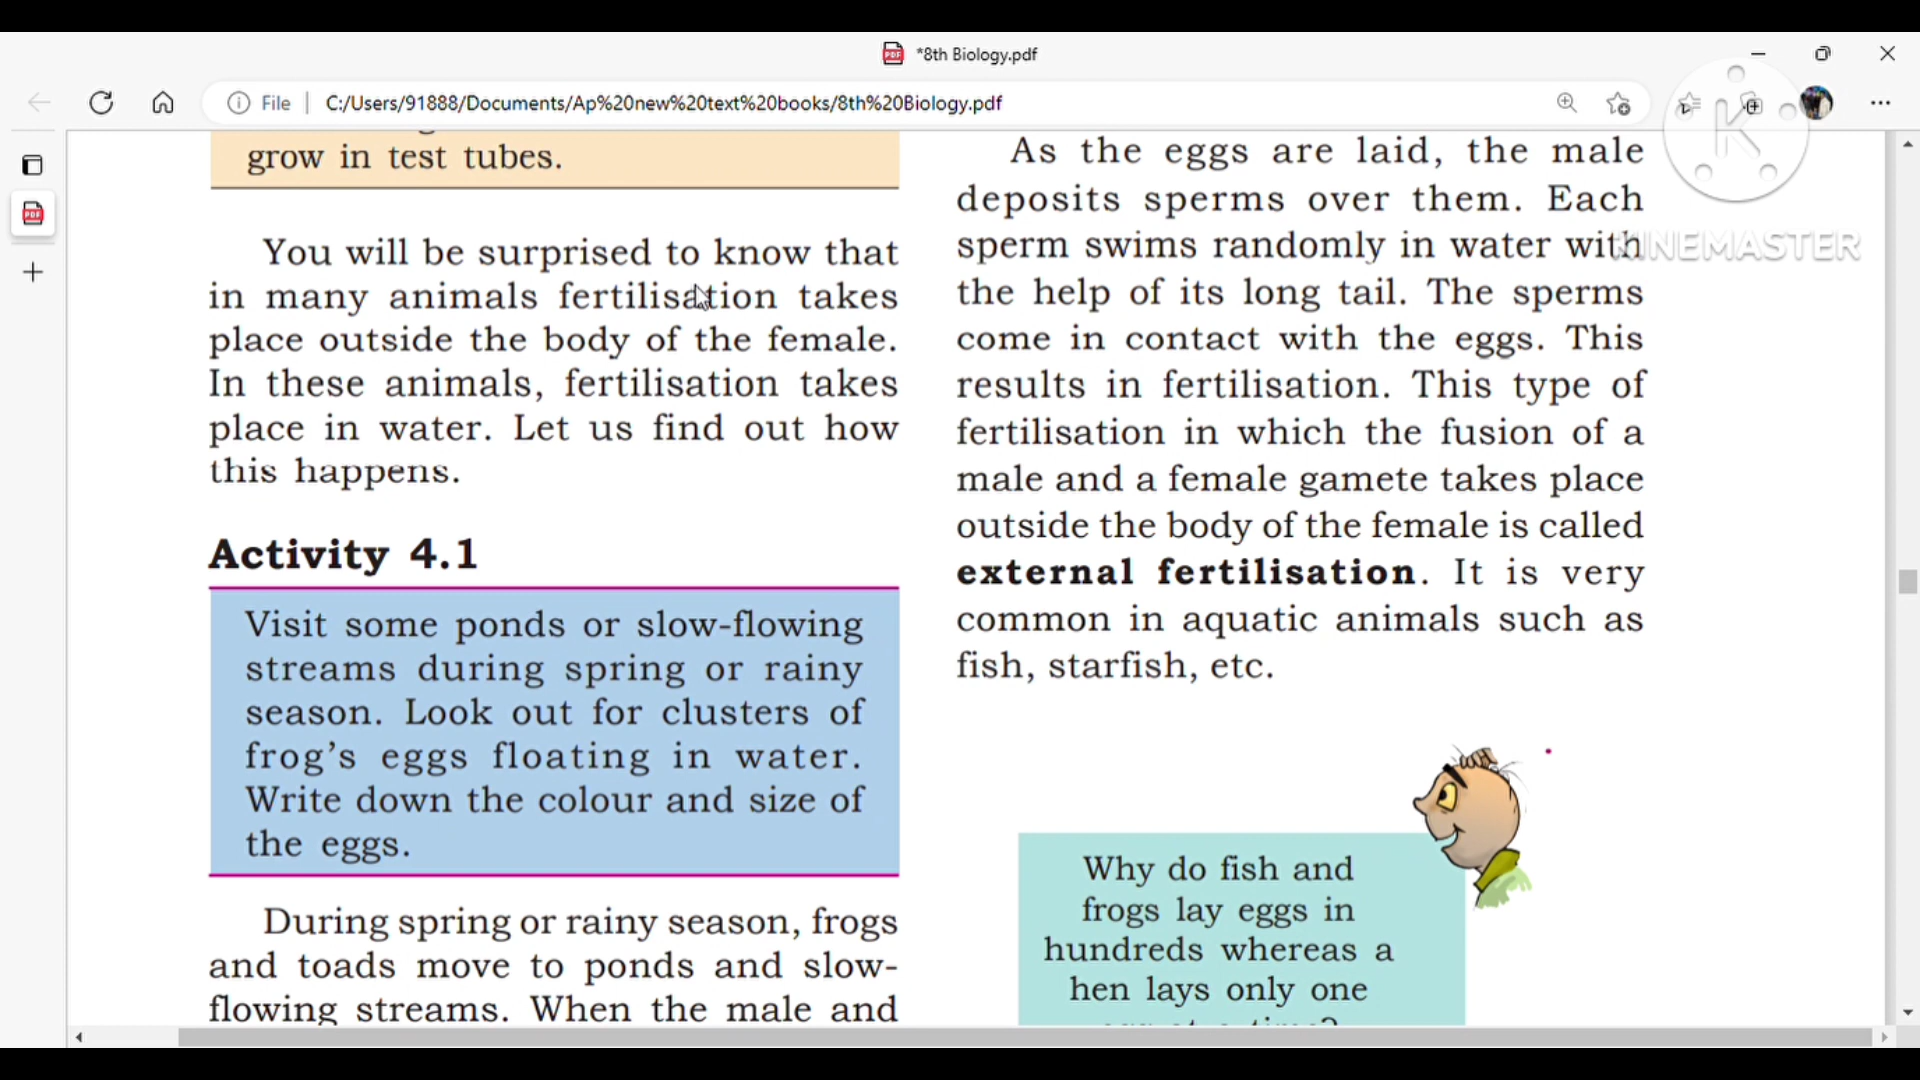 *8th Biology.pdf
File
C:/Users/91888/Documents/Ap%20new%20text%20books/8th%20Biology.pdf
K
KINEMASTER
grow in test tubes.
You will be surprised to know that
in many animals fertilisation takes
place outside the body of the female.
In these animals, fertilisation takes
place in water. Let us find out how
this happens.
Activity 4.1
Visit some ponds or slow-flowing
streams during spring or rainy
season. Look out for clusters of
frog’s eggs floating in water.
Write down the colour and size of
the eggs.
During spring or rainy season, frogs
and toads move to ponds and slow-
flowing streams. When the male and
As the eggs are laid, the male
deposits sperms over them. Each
sperm swims randomly in water with
the help of its long tail. The sperms
come in contact with the eggs. This
results in fertilisation. This type of
fertilisation in which the fusion of a
male and a female gamete takes place
outside the body of the female is called
external fertilisation. It is very
common in aquatic animals such as
fish, starfish, etc.
Why do fish and
frogs lay eggs in
hundreds whereas a
hen lays only one